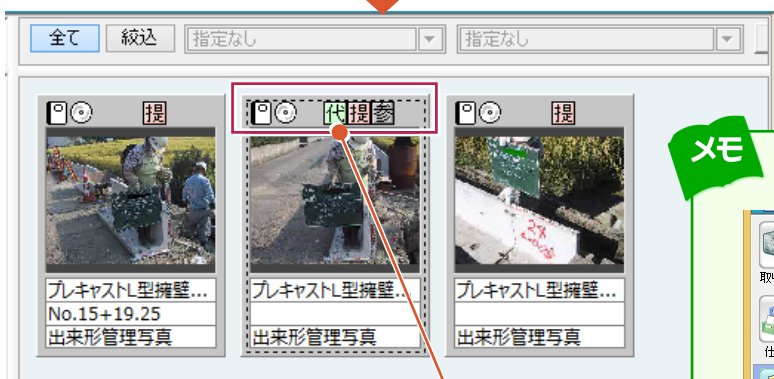 全て 絞込 指定なし 指定なし
提
代 提 参
提
プレキャストL型擁壁...
No.15+19.25
出来形管理写真
プレキャストL型擁壁...
出来形管理写真
プレキャストL型擁壁...
出来形管理写真
メモ